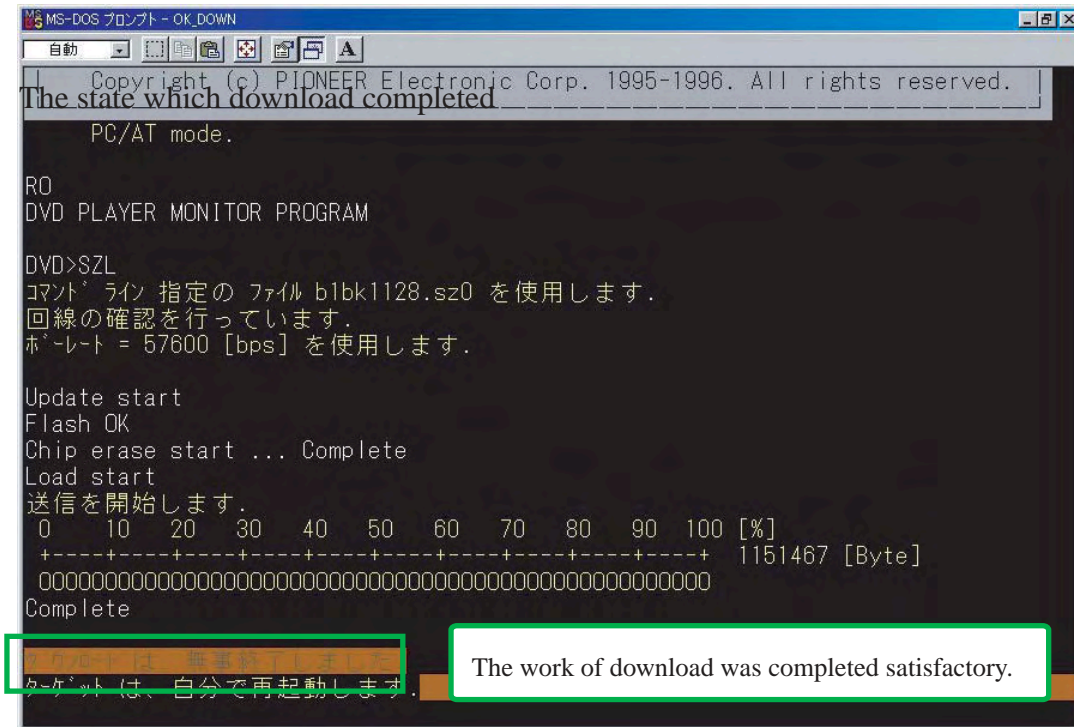 MS-DOS プロンプト - OK_DOWN
自動
A
Copyright (c) PIONEER Electronic Corp. 1995-1996. All rights reserved.
The state which download completed
PC/AT mode.
RO
DVD PLAYER MONITOR PROGRAM
DVD>SZL
ｺﾏﾝﾄﾞ ﾗｲﾝ 指定の ﾌｧｲﾙ b1bk1128.sz0 を使用します.
回線の確認を行っています.
ﾎﾞｰﾚｰﾄ = 57600 [bps] を使用します.
Update start
Flash OK
Chip erase start ... Complete
Load start
送信を開始します.
0 10 20 30 40 50 60 70 80 90 100 [%]
+----+----+----+----+----+----+----+----+----+----+ 1151467 [Byte]
OOOOOOOOOOOOOOOOOOOOOOOOOOOOOOOOOOOOOOOOOOOOOOOOOOO
Complete
ﾀﾞｳﾝﾛｰﾄﾞ は、無事終了しました.
The work of download was completed satisfactory.
ﾀｰｹﾞｯﾄ は、自分で再起動します.